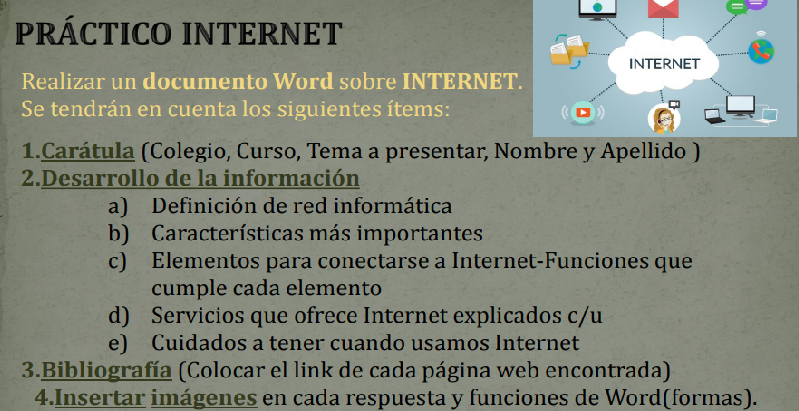 PRÁCTICO INTERNET
INTERNET
Realizar un documento Word sobre INTERNET.
Se tendrán en cuenta los siguientes ítems:
1.Carátula (Colegio, Curso, Tema a presentar, Nombre y Apellido )
2.Desarrollo de la información
a) Definición de red informática
b) Características más importantes
c) Elementos para conectarse a Internet-Funciones que
cumple cada elemento
d) Servicios que ofrece Internet explicados c/u
e) Cuidados a tener cuando usamos Internet
3.Bibliografía (Colocar el link de cada página web encontrada)
4.Insertar imágenes en cada respuesta y funciones de Word(formas).